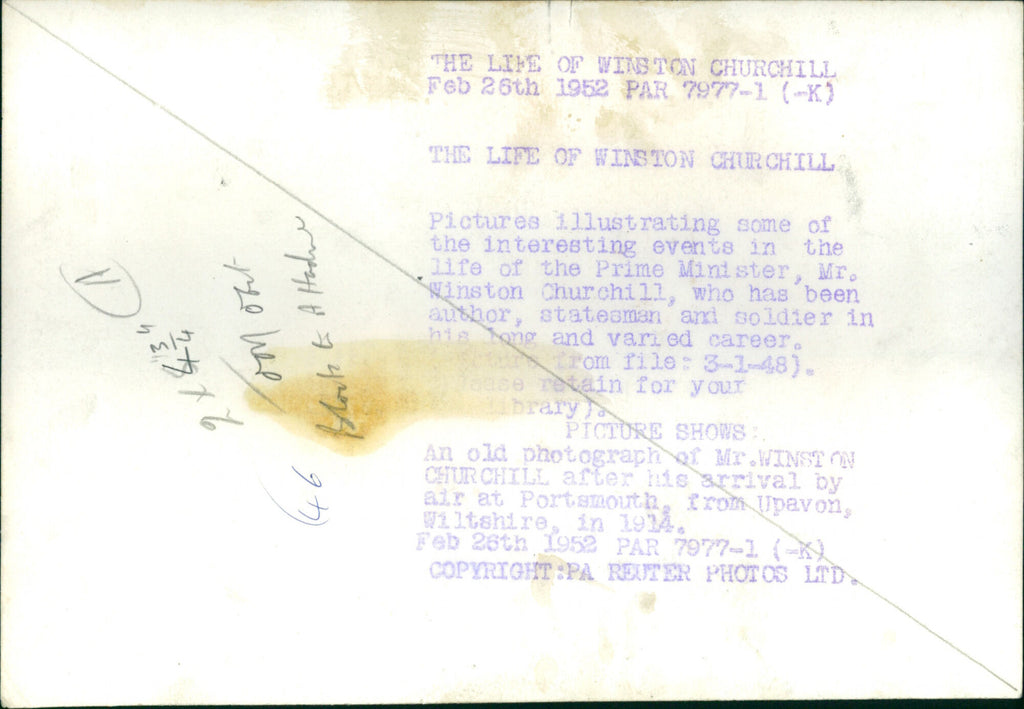 THE LIFE OF WINSTON CHURCHILL
Feb 26th 1952 PAR 7977-1 (-K)
THE LIFE OF WINSTON CHURCHILL
Pictures illustrating some of
the interesting events in the
life of the Prime Minister, Mr.
Winston Churchill, who has been
author, statesman and soldier in
his long and varied career.
from file: 3-1-48).
retain for your
library).
PICTURE SHOWS:
An old photograph of Mr.WINSTON
CHURCHILL after his arrival by
air at Portsmouth, from Upavon,
Wiltshire, in 1914.
Feb 26th 1952 PAR 7977-1 (-K)
COPYRIGHT:PA REUTER PHOTOS LTD.
46